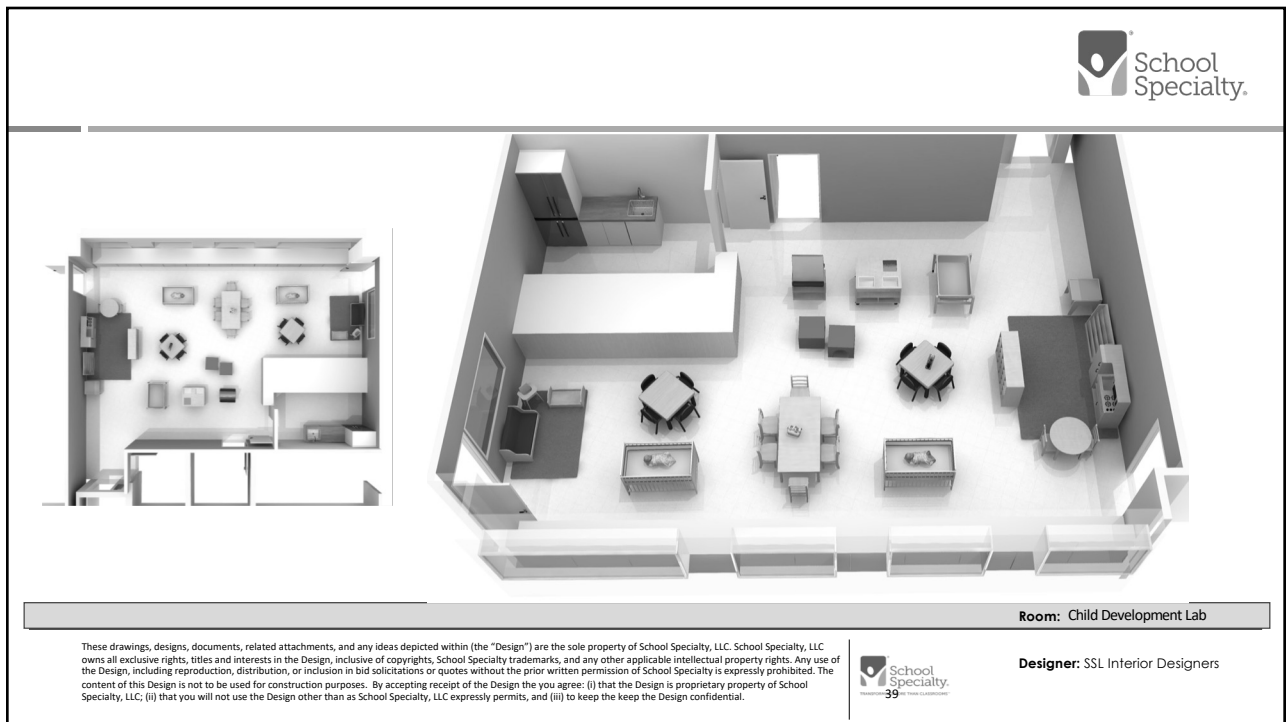 School
Specialty®
Room: Child Development Lab
These drawings, designs, documents, related attachments, and any ideas depicted within (the “Design”) are the sole property of School Specialty, LLC. School Specialty, LLC
owns all exclusive rights, titles and interests in the Design, inclusive of copyrights, School Specialty trademarks, and any other applicable intellectual property rights. Any use of
the Design, including reproduction, distribution, or inclusion in bid solicitations or quotes without the prior written permission of School Specialty is expressly prohibited. The
content of this Design is not to be used for construction purposes. By accepting receipt of the Design the you agree: (i) that the Design is proprietary property of School
Specialty, LLC; (ii) that you will not use the Design other than as School Specialty, LLC expressly permits, and (iii) to keep the keep the Design confidential.
School
Specialty.
39
Designer: SSL Interior Designers